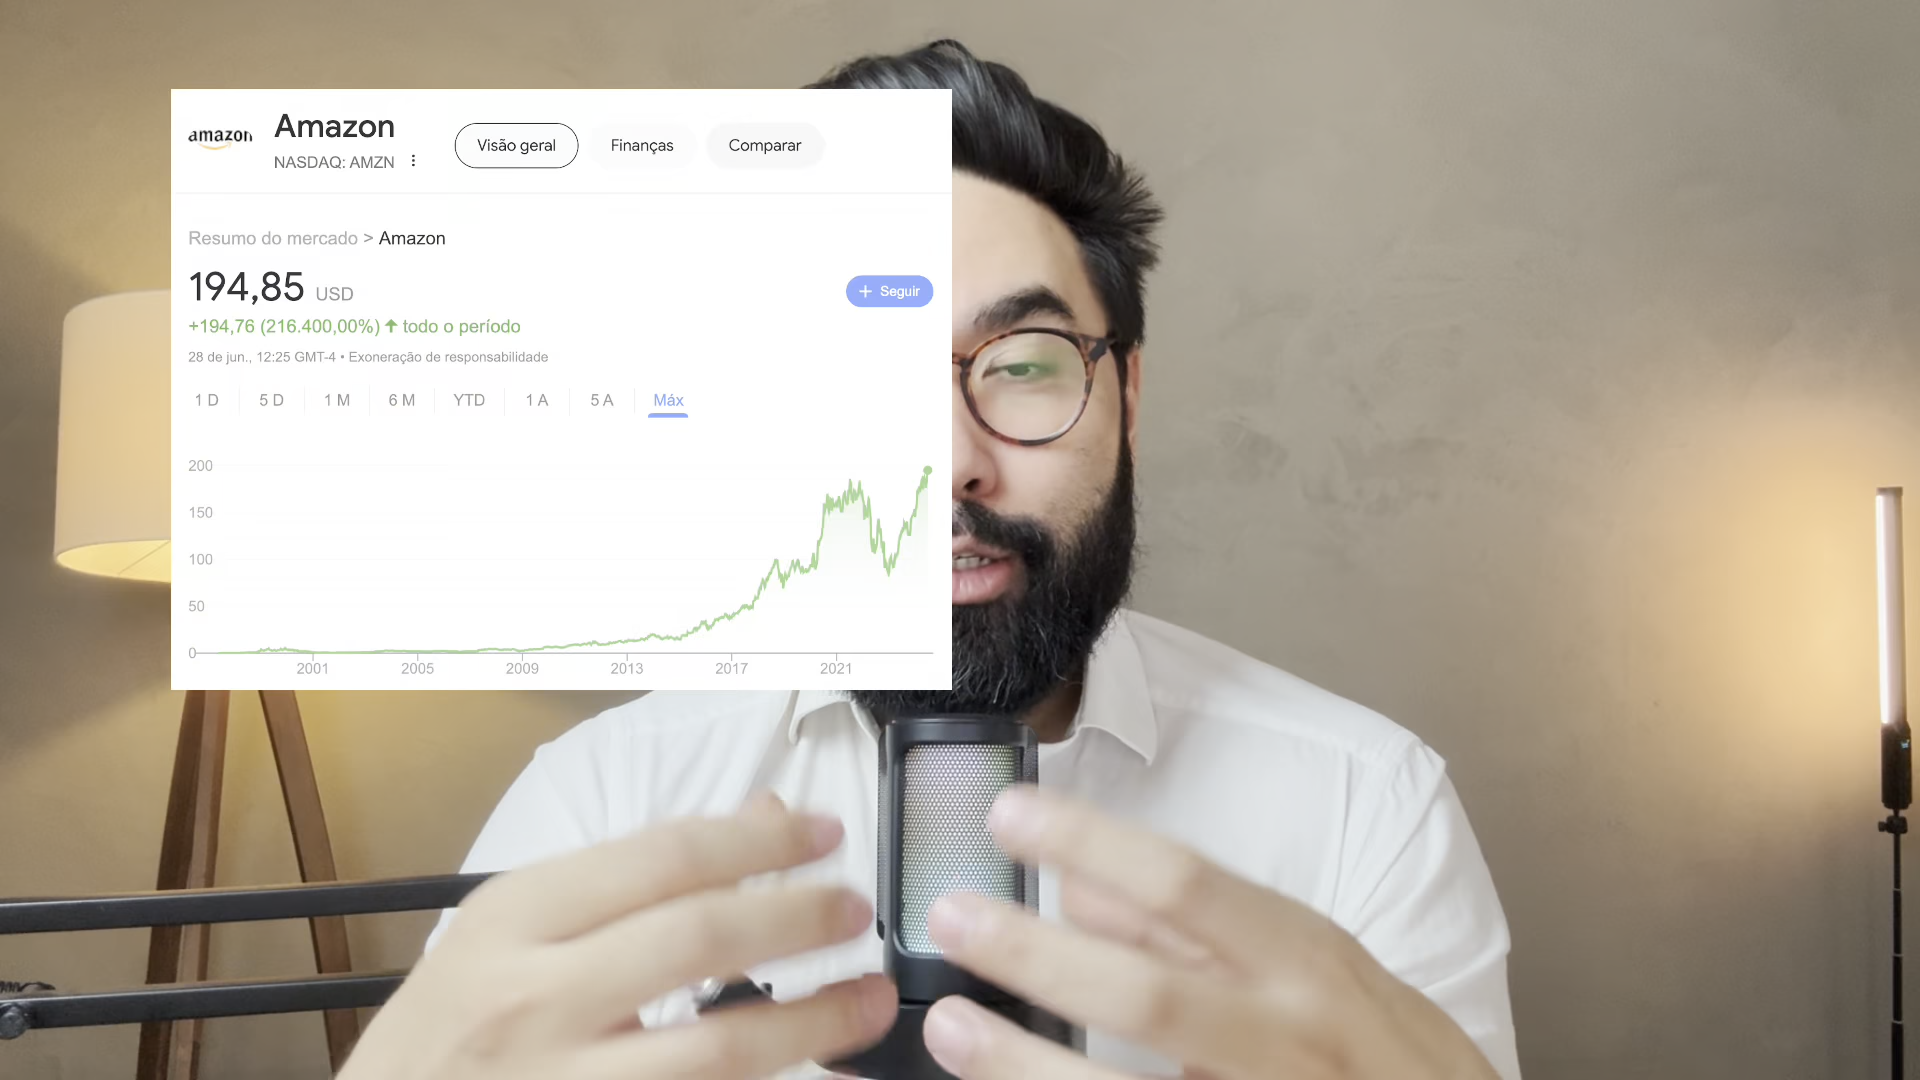 amazon
Amazon
NASDAQ: AMZN
Visão geral
Finanças
Comparar
Resumo do mercado > Amazon
194,85 USD
+ Seguir
+194,76 (216.400,00%) ↑ todo o período
28 de jun., 12:25 GMT-4 • Exoneração de responsabilidade
1 D 5 D 1 M 6 M YTD 1 A 5 A Máx
200
150
100
50
0
2001 2005 2009 2013 2017 2021